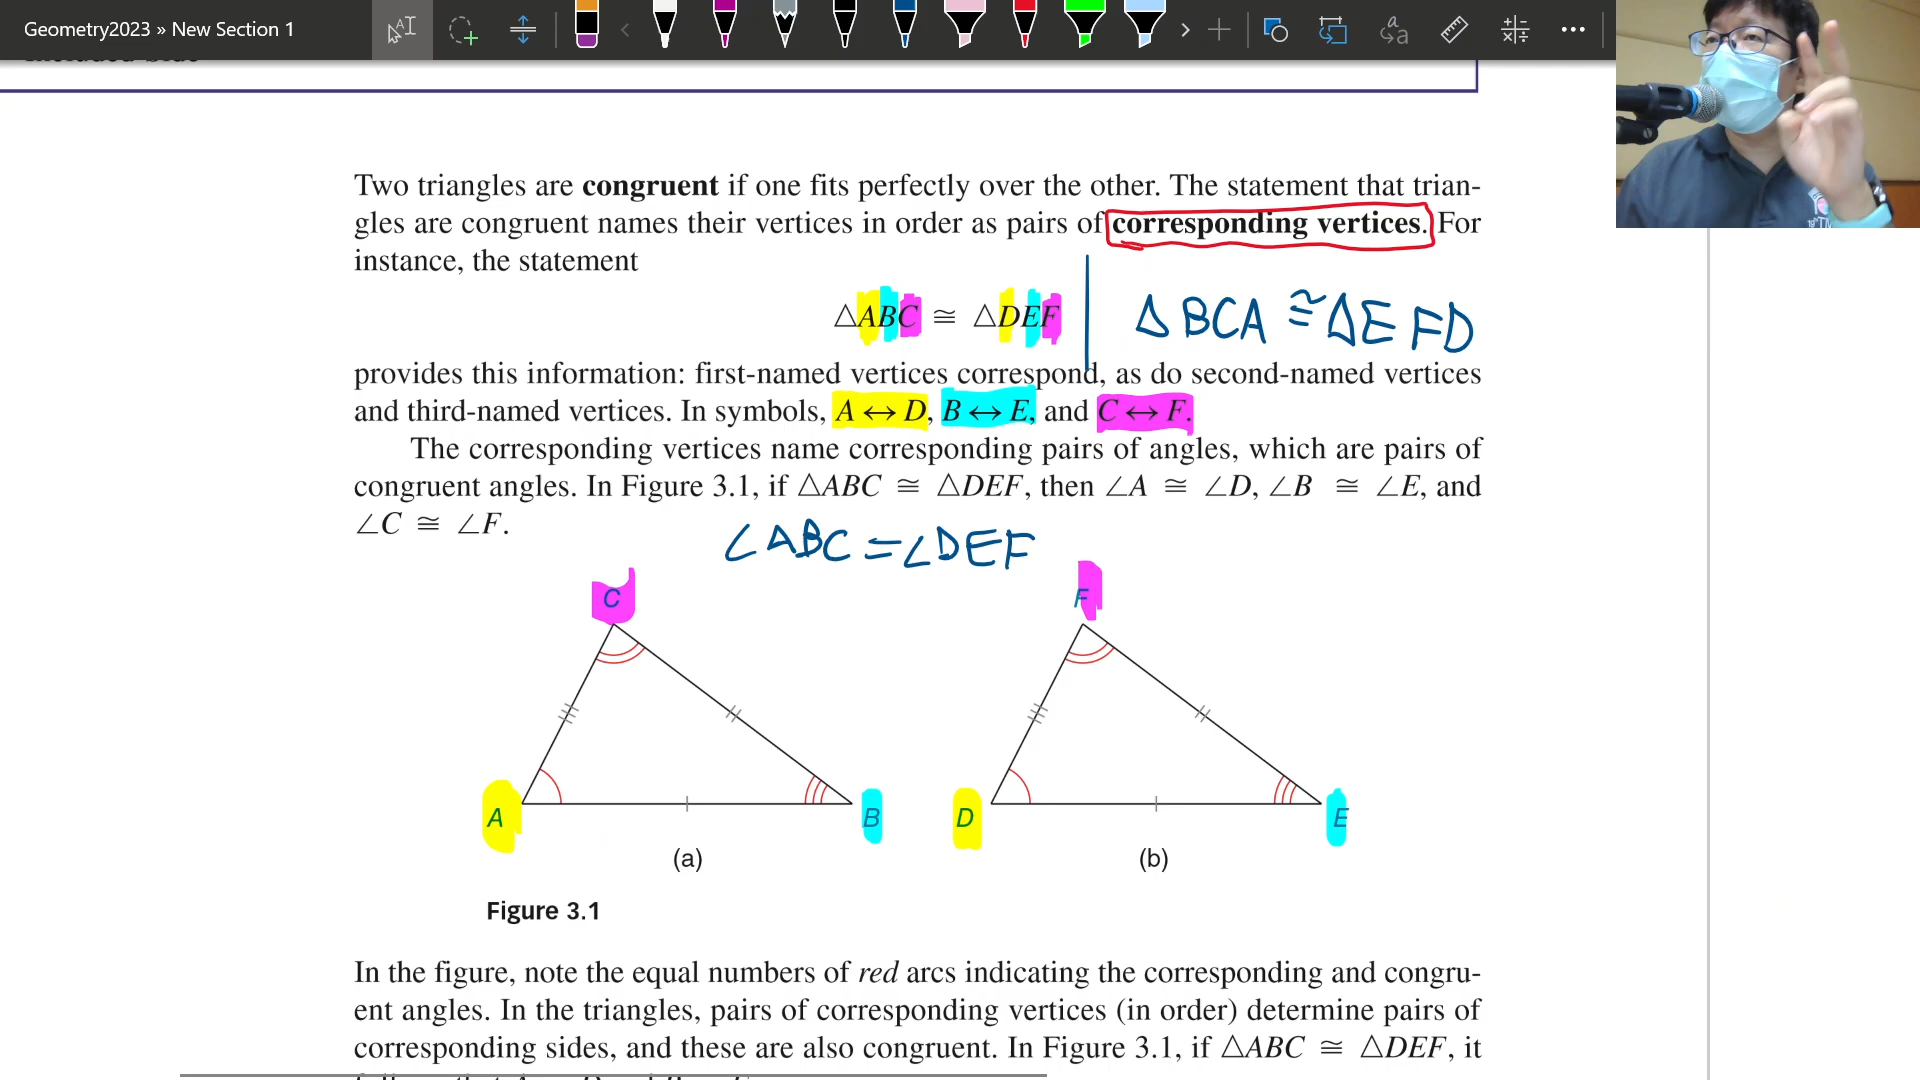 Geometry2023 » New Section 1
Two triangles are congruent if one fits perfectly over the other. The statement that trian-
gles are congruent names their vertices in order as pairs of corresponding vertices. For
instance, the statement
△ABC ≅ △DEF
△BCA ≅ △EFD
provides this information: first-named vertices correspond, as do second-named vertices
and third-named vertices. In symbols, A ↔ D, B ↔ E, and C ↔ F.
The corresponding vertices name corresponding pairs of angles, which are pairs of
congruent angles. In Figure 3.1, if △ABC ≅ △DEF, then ∠A ≅ ∠D, ∠B ≅ ∠E, and
∠C ≅ ∠F.
∠ABC = ∠DEF
C
F
A
B
D
E
(a)
(b)
Figure 3.1
In the figure, note the equal numbers of red arcs indicating the corresponding and congru-
ent angles. In the triangles, pairs of corresponding vertices (in order) determine pairs of
corresponding sides, and these are also congruent. In Figure 3.1, if △ABC ≅ △DEF, it